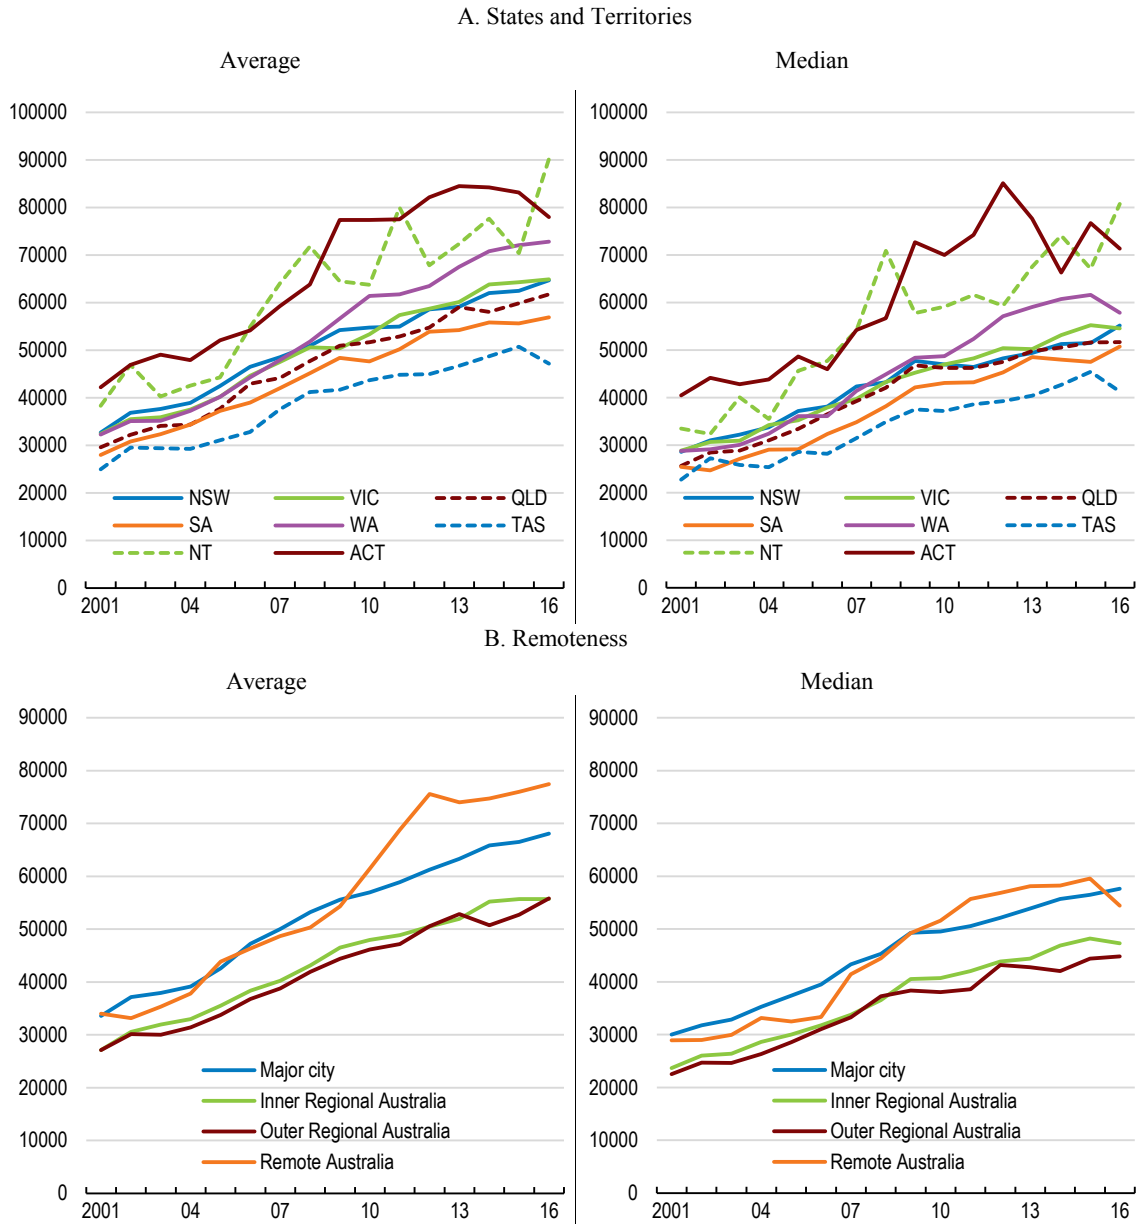 A. States and Territories
Average
Median
100000
90000
80000
70000
60000
50000
40000
30000
20000
10000
0
NSW VIC QLD
SA WA TAS
NT ACT
2001 04 07 10 13 16
100000
90000
80000
70000
60000
50000
40000
30000
20000
10000
0
NSW VIC QLD
SA WA TAS
NT ACT
2001 04 07 10 13 16
B. Remoteness
Average
Median
90000
80000
70000
60000
50000
40000
30000
20000
10000
0
Major city
Inner Regional Australia
Outer Regional Australia
Remote Australia
2001 04 07 10 13 16
90000
80000
70000
60000
50000
40000
30000
20000
10000
0
Major city
Inner Regional Australia
Outer Regional Australia
Remote Australia
2001 04 07 10 13 16